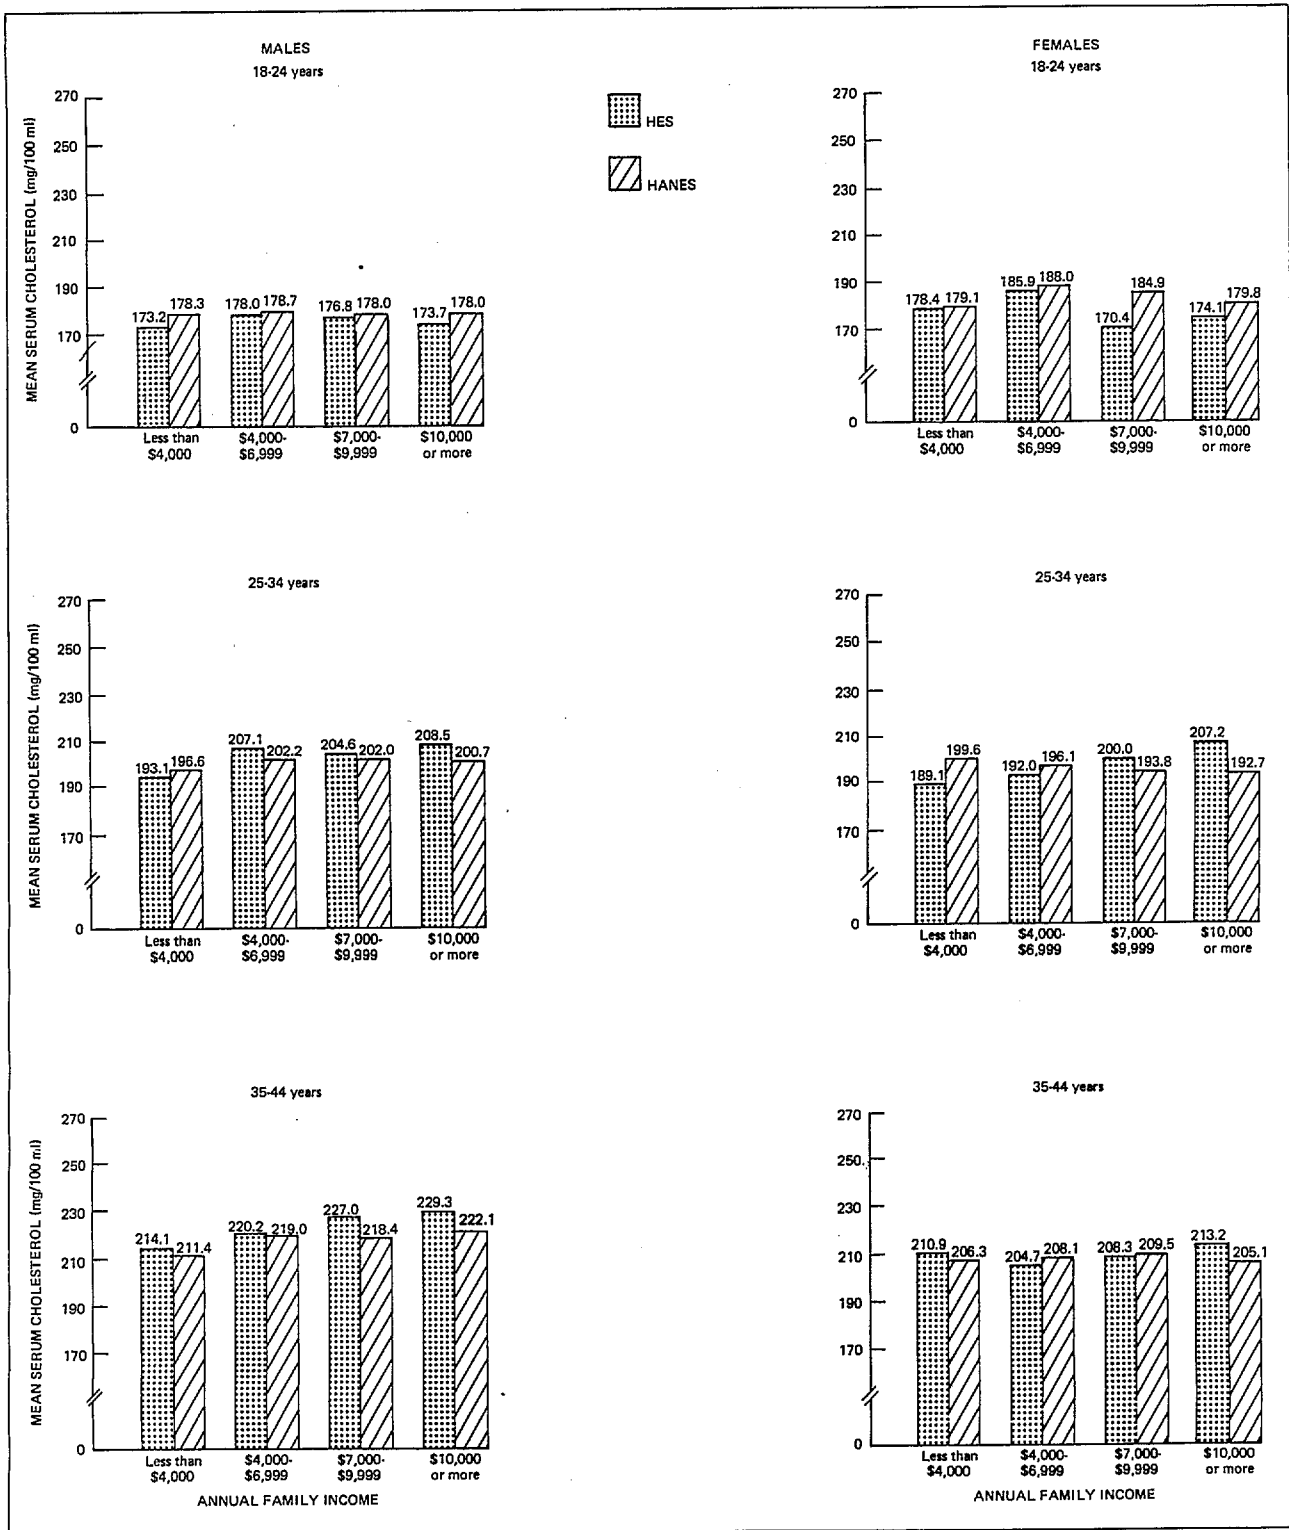 MALES
18-24 years
MEAN SERUM CHOLESTEROL (mg/100 ml)
270
250
230
210
190
170
0
173.2 178.3 178.0 178.7 176.8 178.0 173.7 178.0
Less than $4,000- $7,000- $10,000
$4,000 $6,999 $9,999 or more
HES
HANES
FEMALES
18-24 years
270
250
230
210
190
170
0
178.4 179.1 185.9 188.0 170.4 184.9 174.1 179.8
Less than $4,000- $7,000- $10,000
$4,000 $6,999 $9,999 or more
25-34 years
MEAN SERUM CHOLESTEROL (mg/100 ml)
270
250
230
210
190
170
0
193.1 196.6 207.1 202.2 204.6 202.0 208.5 200.7
Less than $4,000- $7,000- $10,000
$4,000 $6,999 $9,999 or more
25-34 years
270
250
230
210
190
170
0
189.1 199.6 192.0 196.1 200.0 193.8 207.2 192.7
Less than $4,000- $7,000- $10,000
$4,000 $6,999 $9,999 or more
35-44 years
MEAN SERUM CHOLESTEROL (mg/100 ml)
270
250
230
210
190
170
0
214.1 211.4 220.2 219.0 227.0 218.4 229.3 222.1
Less than $4,000- $7,000- $10,000
$4,000 $6,999 $9,999 or more
ANNUAL FAMILY INCOME
35-44 years
270
250
230
210
190
170
0
210.9 206.3 204.7 208.1 208.3 209.5 213.2 205.1
Less than $4,000- $7,000- $10,000
$4,000 $6,999 $9,999 or more
ANNUAL FAMILY INCOME